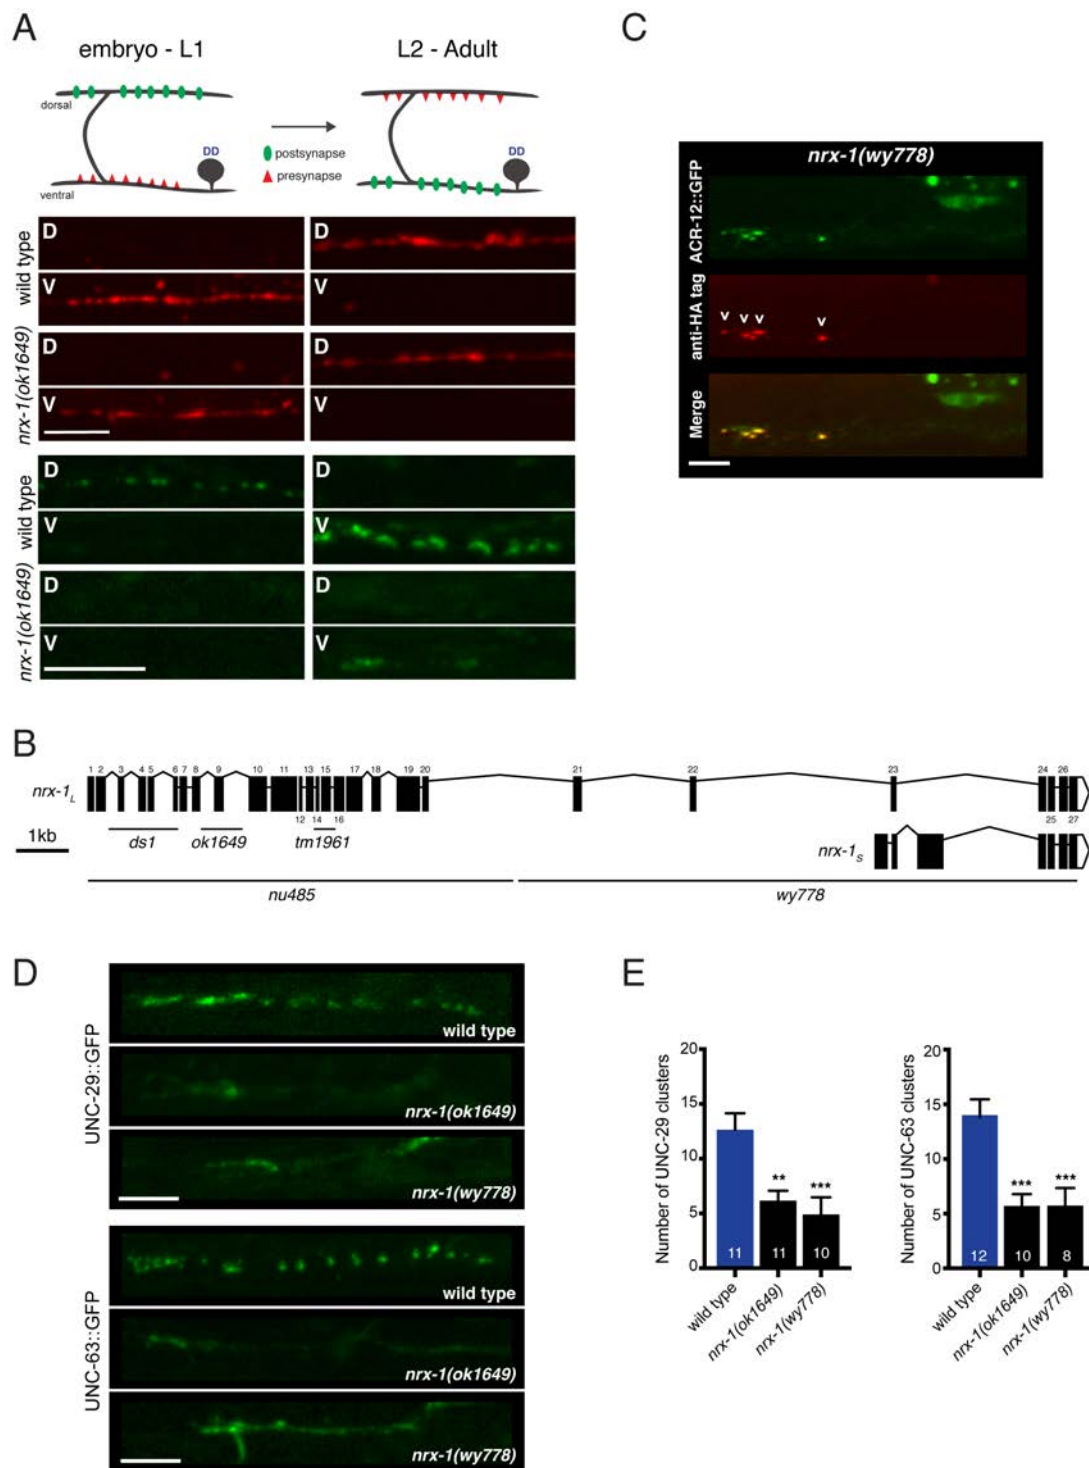 A
embryo - L1
L2 - Adult
dorsal
ventral
DD
postsynapse
presynapse
DD
wild type
D
D
V
V
nrx-1(ok1649)
D
D
V
V
wild type
D
D
V
V
nrx-1(ok1649)
D
D
V
V
C
nrx-1(wy778)
ACR-12::GFP
anti-HA tag
v v v v
Merge
B
1 2 3 4 5 6 7 8 9 10 11 13 15 17 18 19 20 21 22 23 24 26
nrx-1L
12 14 16 25 27
1kb
ds1
ok1649
tm1961
nrx-1S
nu485
wy778
D
UNC-29::GFP
wild type
nrx-1(ok1649)
nrx-1(wy778)
UNC-63::GFP
wild type
nrx-1(ok1649)
nrx-1(wy778)
E
Number of UNC-29 clusters
20
15
10
5
0
**
***
11
11
10
wild type
nrx-1(ok1649)
nrx-1(wy778)
Number of UNC-63 clusters
20
15
10
5
0
***
***
12
10
8
wild type
nrx-1(ok1649)
nrx-1(wy778)